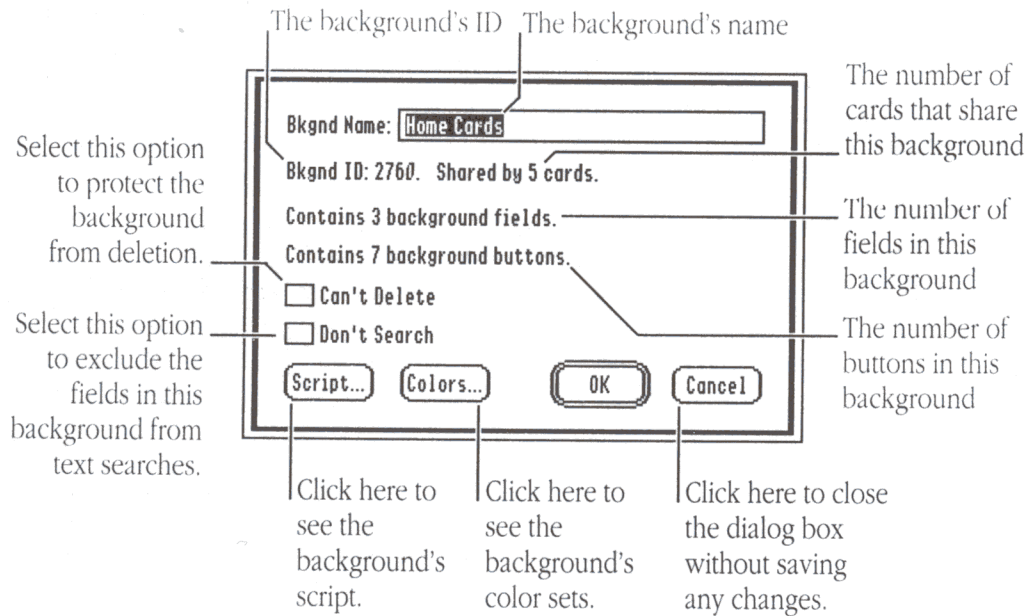 The background's ID
The background's name
The number of
cards that share
this background
Bkgnd Name: Home Cards
Bkgnd ID: 2760. Shared by 5 cards.
Select this option
to protect the
background
from deletion.
Contains 3 background fields.
The number of
fields in this
background
Contains 7 background buttons.
Can't Delete
Select this option
to exclude the
fields in this
background from
text searches.
Don't Search
The number of
buttons in this
background
Script...
Colors...
OK
Cancel
Click here to
see the
background's
script.
Click here to
see the
background's
color sets.
Click here to close
the dialog box
without saving
any changes.